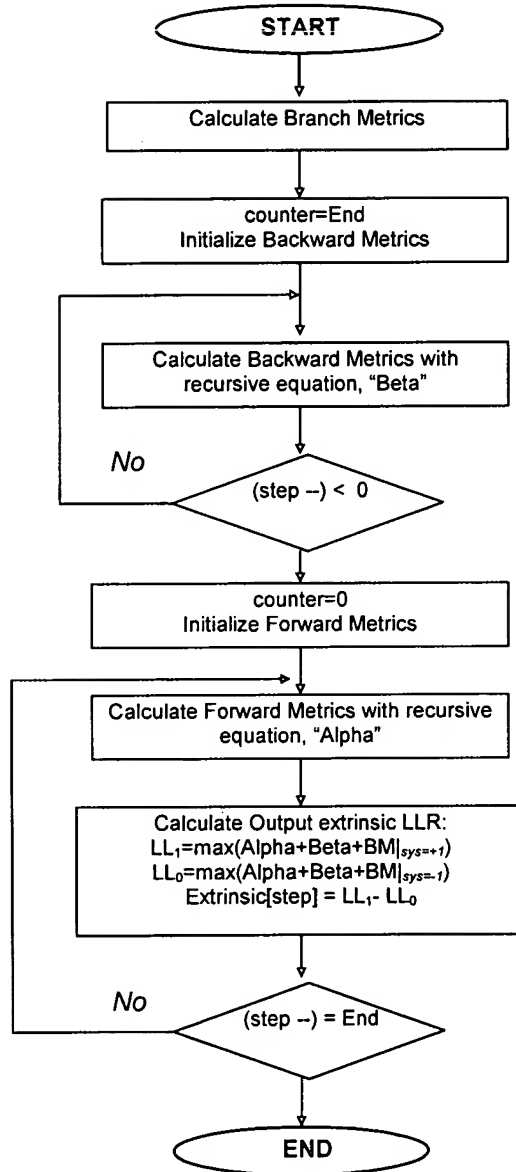 START
Calculate Branch Metrics
counter=End
Initialize Backward Metrics
Calculate Backward Metrics with
recursive equation, "Beta"
No
(step --) < 0
counter=0
Initialize Forward Metrics
Calculate Forward Metrics with recursive
equation, "Alpha"
Calculate Output extrinsic LLR:
LL₁=max(Alpha+Beta+BM|sys=+1)
LL₀=max(Alpha+Beta+BM|sys=-1)
Extrinsic[step] = LL₁- LL₀
No
(step --) = End
END